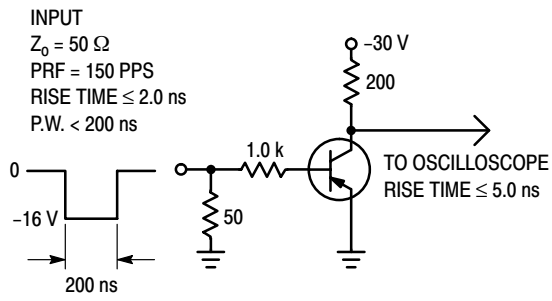 INPUT
Zo = 50 Ω
PRF = 150 PPS
RISE TIME ≤ 2.0 ns
P.W. < 200 ns
0
−16 V
200 ns
1.0 k
50
−30 V
200
TO OSCILLOSCOPE
RISE TIME ≤ 5.0 ns